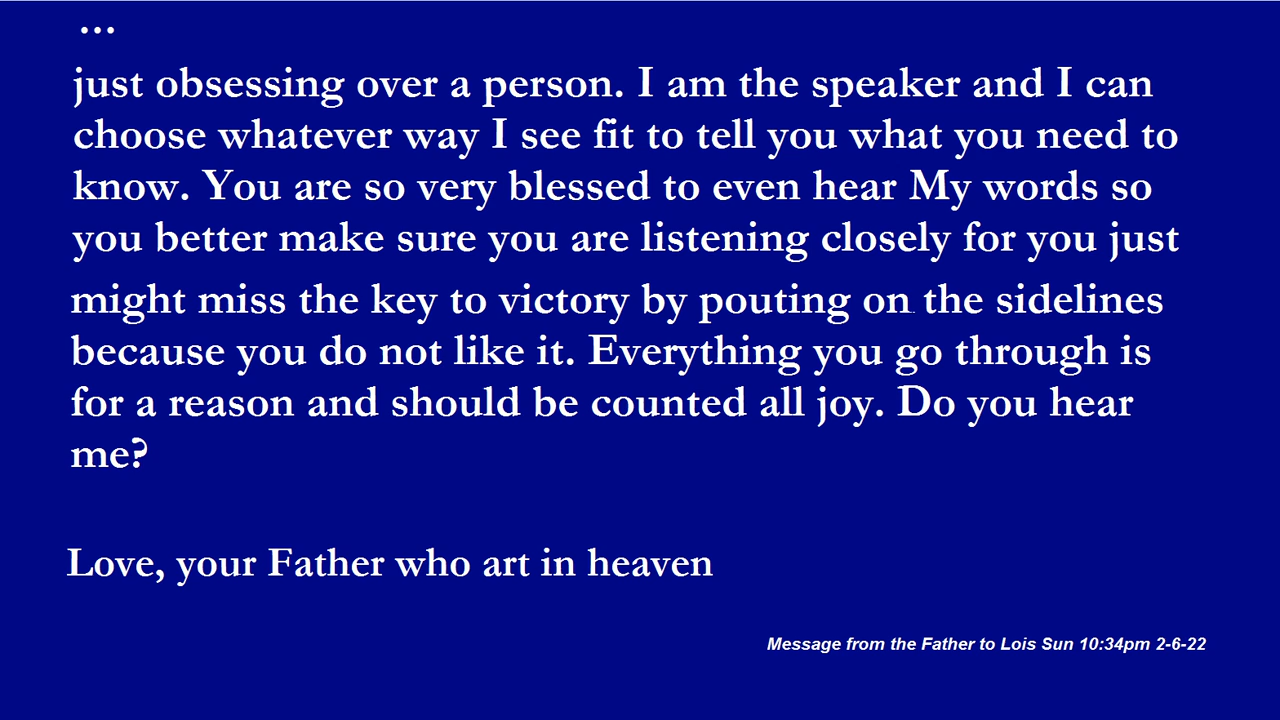 ...
just obsessing over a person. I am the speaker and I can
choose whatever way I see fit to tell you what you need to
know. You are so very blessed to even hear My words so
you better make sure you are listening closely for you just
might miss the key to victory by pouting on the sidelines
because you do not like it. Everything you go through is
for a reason and should be counted all joy. Do you hear
me?
Love, your Father who art in heaven
Message from the Father to Lois Sun 10:34pm 2-6-22